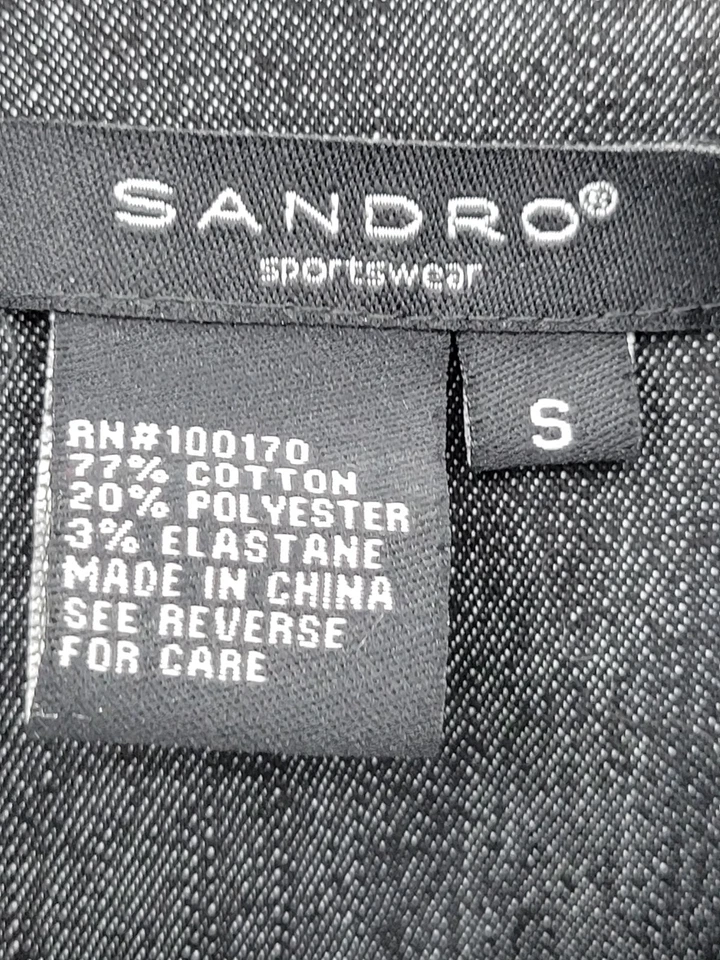 SANDRO®
sportswear
S
RN#100170
77% COTTON
20% POLYESTER
3% ELASTANE
MADE IN CHINA
SEE REVERSE
FOR CARE